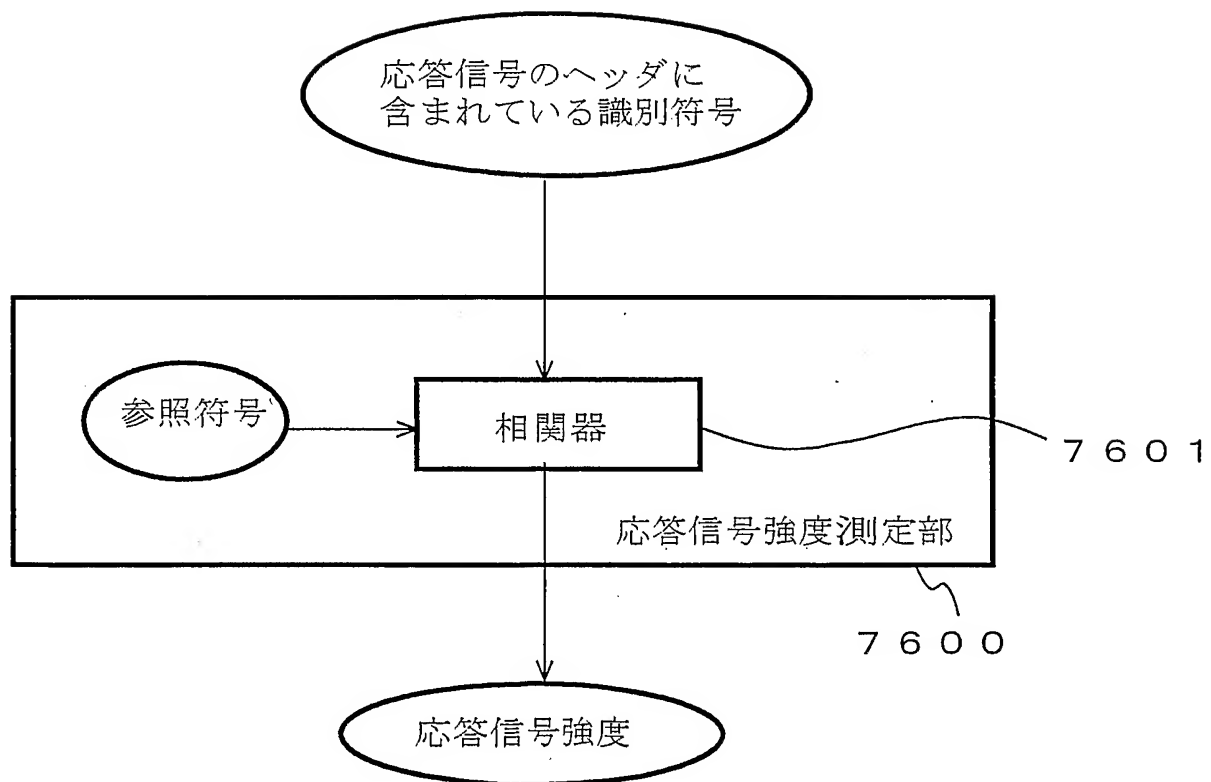 応答信号のヘッダに
含まれている識別符号
参照符号
相関器
７６０１
応答信号強度測定部
７６００
応答信号強度